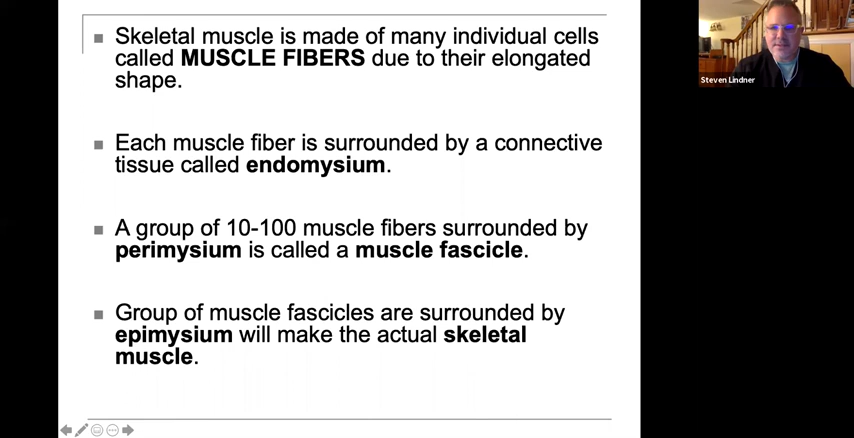 Skeletal muscle is made of many individual cells
called MUSCLE FIBERS due to their elongated
shape.
Each muscle fiber is surrounded by a connective
tissue called endomysium.
A group of 10-100 muscle fibers surrounded by
perimysium is called a muscle fascicle.
Group of muscle fascicles are surrounded by
epimysium will make the actual skeletal
muscle.
Steven Lindner